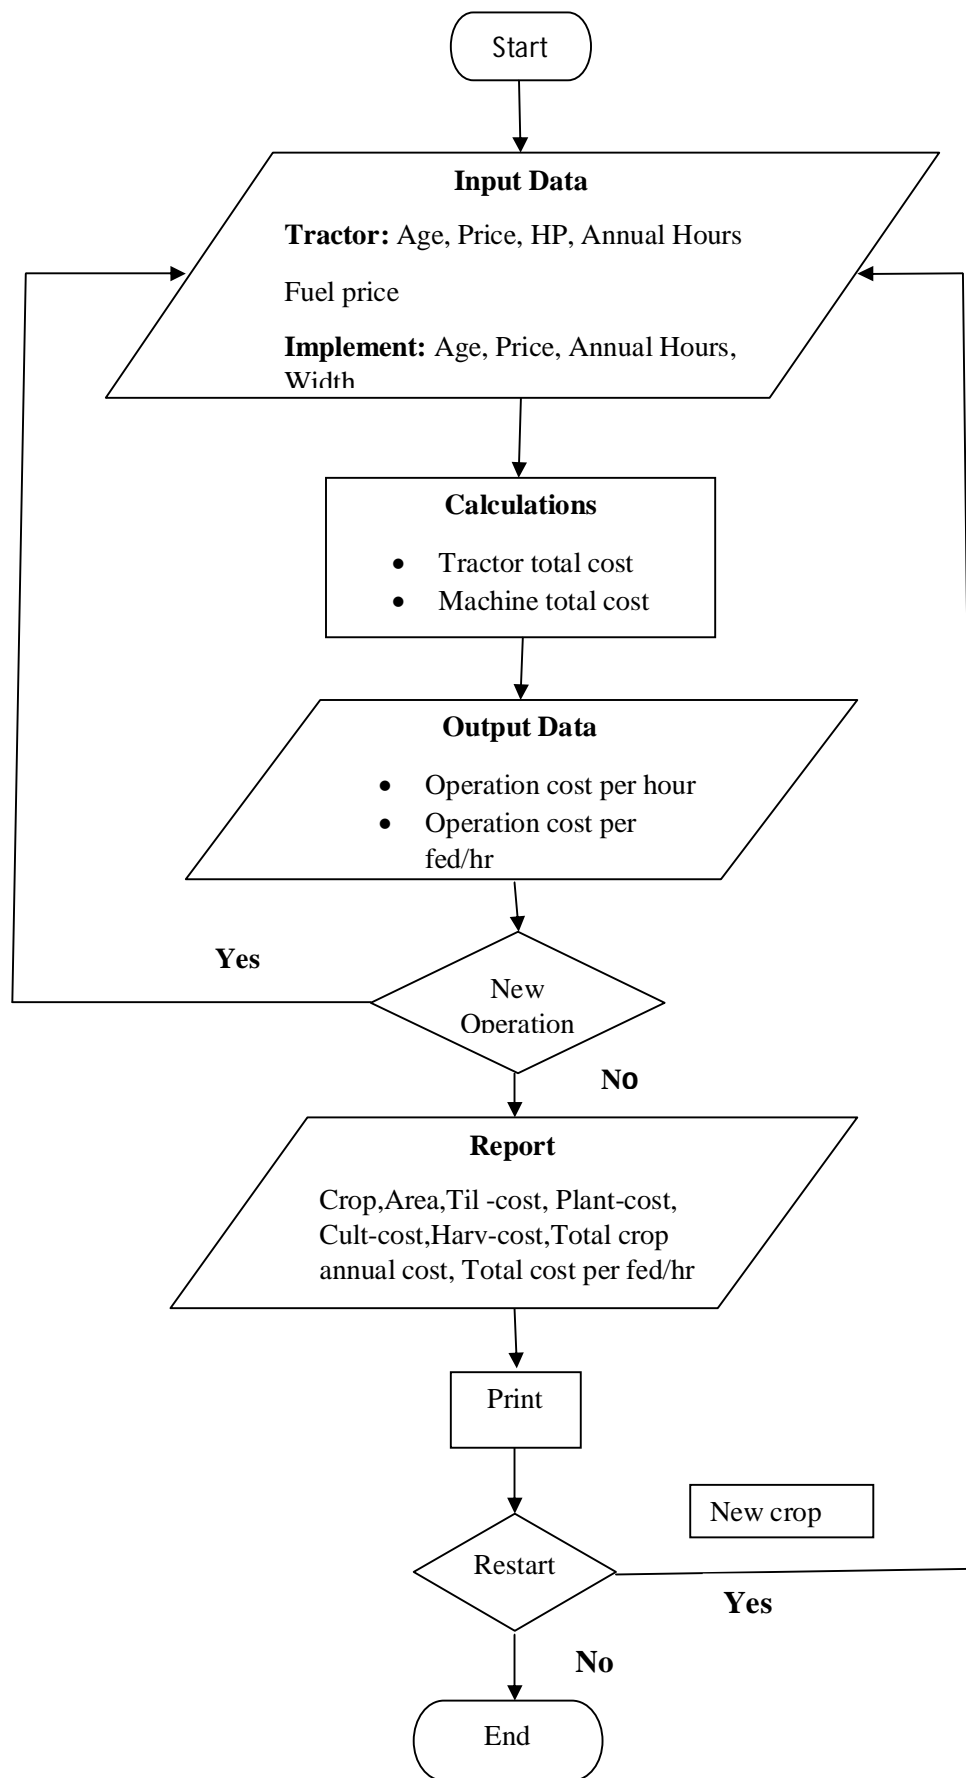 Start
Input Data
Tractor: Age, Price, HP, Annual Hours
Fuel price
Implement: Age, Price, Annual Hours,
Width
Calculations
• Tractor total cost
• Machine total cost
Output Data
• Operation cost per hour
• Operation cost per
fed/hr
Yes
New
Operation
No
Report
Crop,Area,Til -cost, Plant-cost,
Cult-cost,Harv-cost,Total crop
annual cost, Total cost per fed/hr
Print
New crop
Restart
Yes
No
End